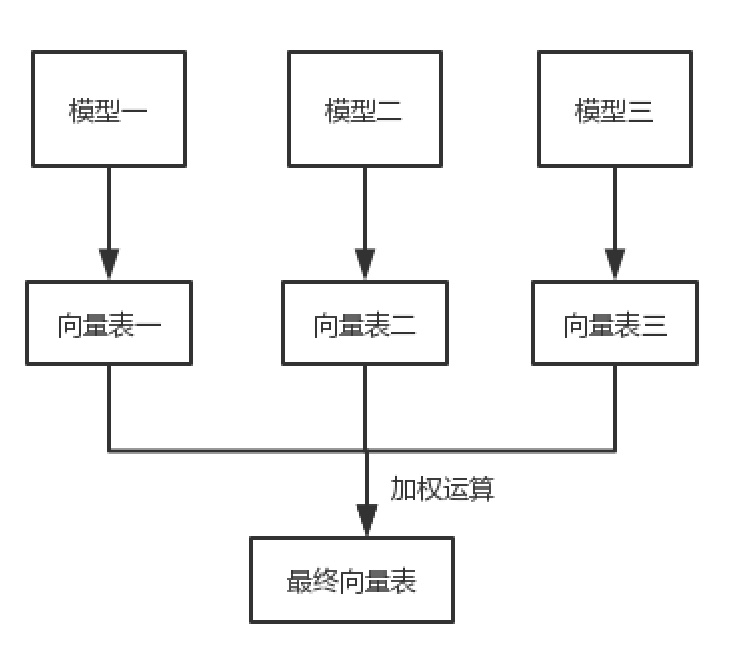 模型一
模型二
模型三
向量表一
向量表二
向量表三
加权运算
最终向量表